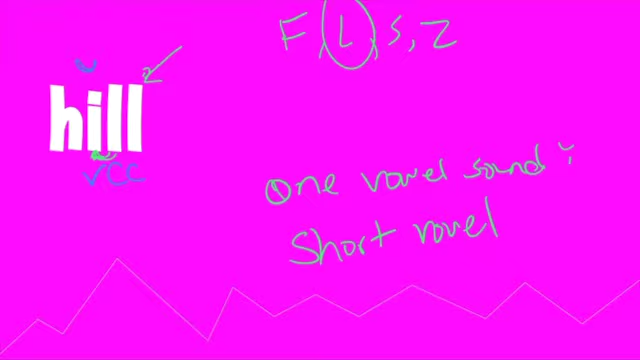 F, L, S, Z
hill
VCC
One vowel sound:
Short vowel